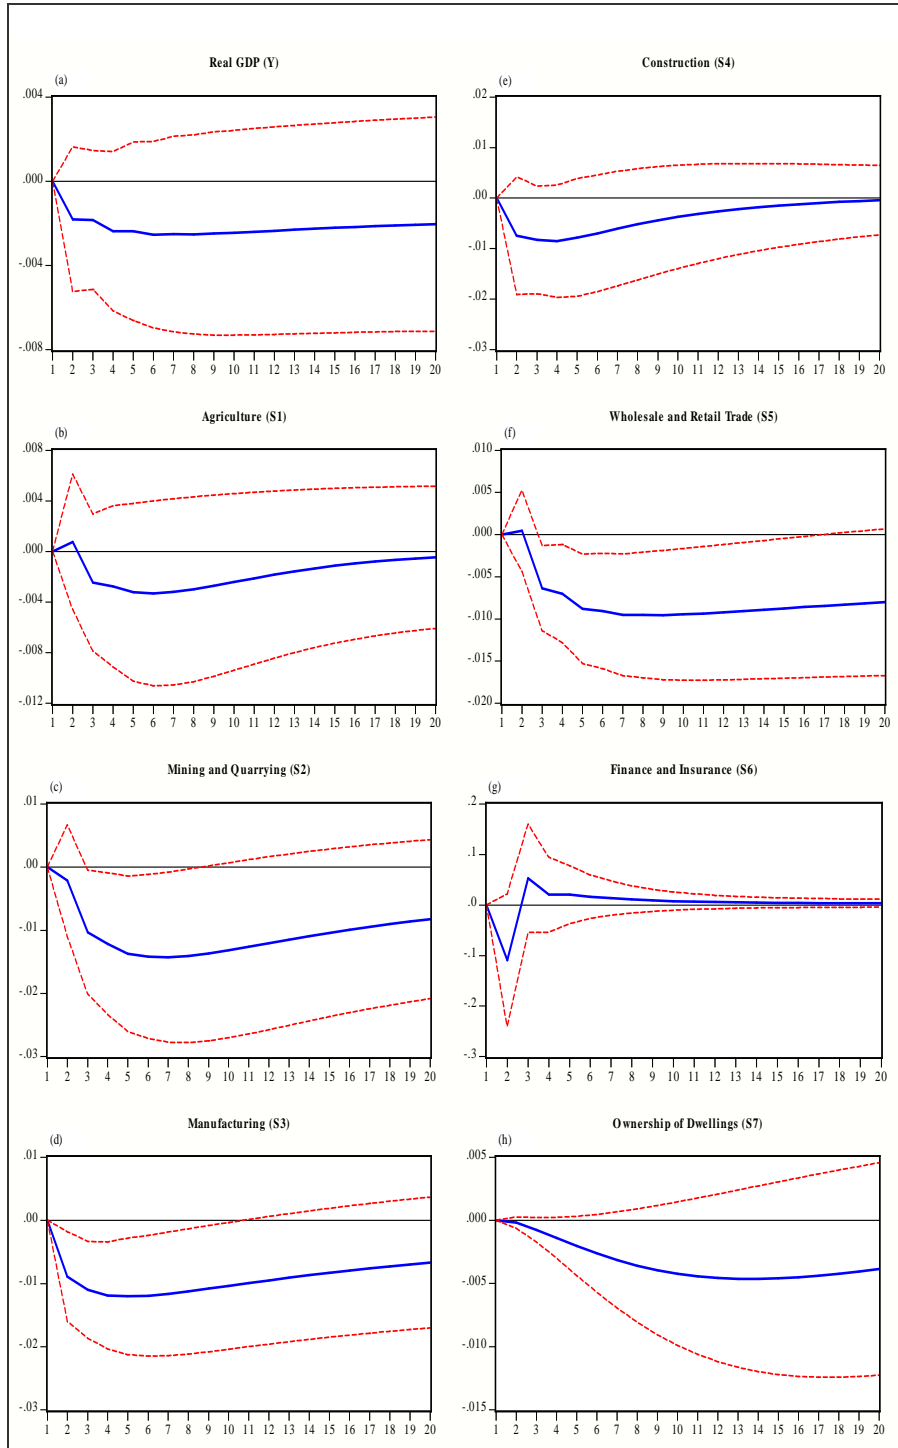 Real GDP (Y)
(a)
.004
.000
-.004
-.008
1 2 3 4 5 6 7 8 9 10 11 12 13 14 15 16 17 18 19 20
Construction (S4)
(e)
.02
.01
.00
-.01
-.02
-.03
1 2 3 4 5 6 7 8 9 10 11 12 13 14 15 16 17 18 19 20
Agriculture (S1)
(b)
.008
.004
.000
-.004
-.008
-.012
1 2 3 4 5 6 7 8 9 10 11 12 13 14 15 16 17 18 19 20
Wholesale and Retail Trade (S5)
(f)
.010
.005
.000
-.005
-.010
-.015
-.020
1 2 3 4 5 6 7 8 9 10 11 12 13 14 15 16 17 18 19 20
Mining and Quarrying (S2)
(c)
.01
.00
-.01
-.02
-.03
1 2 3 4 5 6 7 8 9 10 11 12 13 14 15 16 17 18 19 20
Finance and Insurance (S6)
(g)
.2
.1
.0
-.1
-.2
-.3
1 2 3 4 5 6 7 8 9 10 11 12 13 14 15 16 17 18 19 20
Manufacturing (S3)
(d)
.01
.00
-.01
-.02
-.03
1 2 3 4 5 6 7 8 9 10 11 12 13 14 15 16 17 18 19 20
Ownership of Dwellings (S7)
(h)
.005
.000
-.005
-.010
-.015
1 2 3 4 5 6 7 8 9 10 11 12 13 14 15 16 17 18 19 20